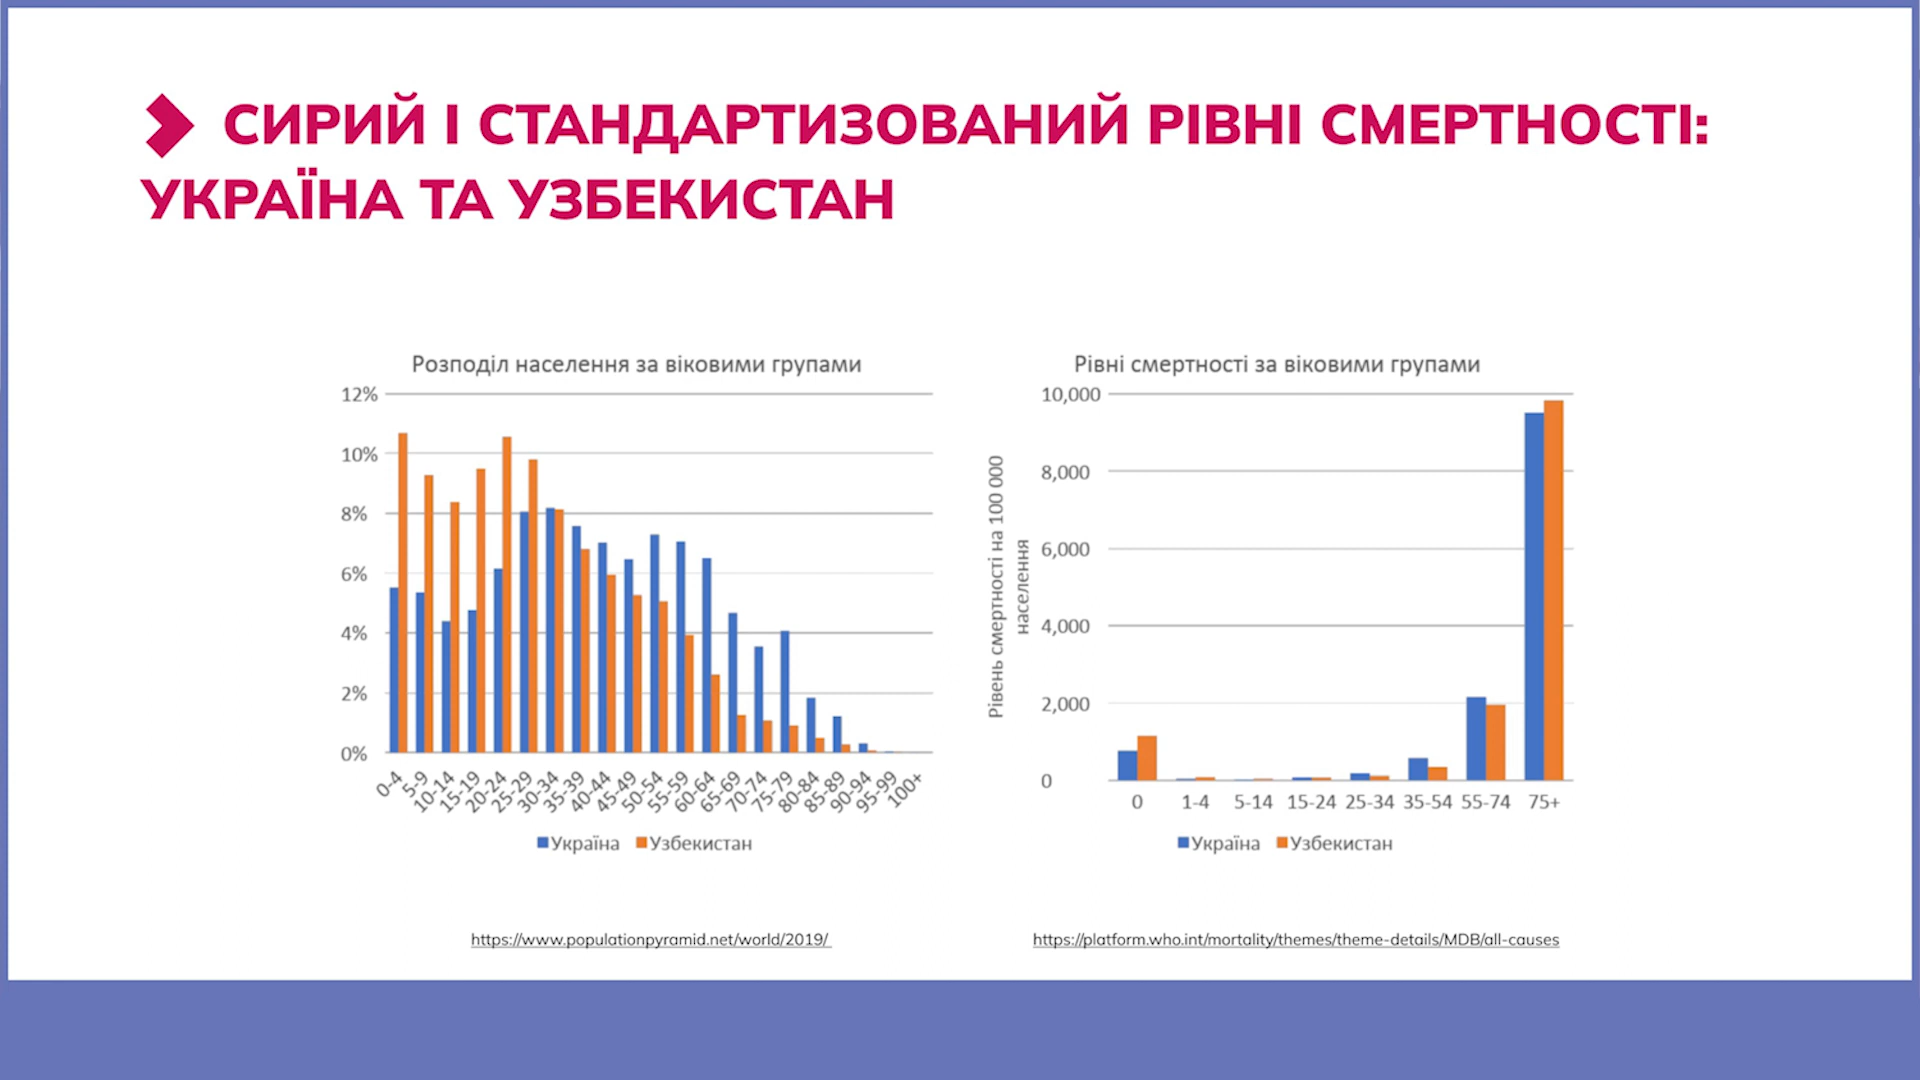 СИРИЙ І СТАНДАРТИЗОВАНИЙ РІВНІ СМЕРТНОСТІ:
УКРАЇНА ТА УЗБЕКИСТАН
Розподіл населення за віковими групами
12%
10%
8%
6%
4%
2%
0%
0-4 5-9 10-14 15-19 20-24 25-29 30-34 35-39 40-44 45-49 50-54 55-59 60-64 65-69 70-74 75-79 80-84 85-89 90-94 95-99 100+
Україна Узбекистан
https://www.populationpyramid.net/world/2019/
Рівні смертності за віковими групами
Рівень смертності на 100 000
населення
10,000
8,000
6,000
4,000
2,000
0
0 1-4 5-14 15-24 25-34 35-54 55-74 75+
Україна Узбекистан
https://platform.who.int/mortality/themes/theme-details/MDB/all-causes